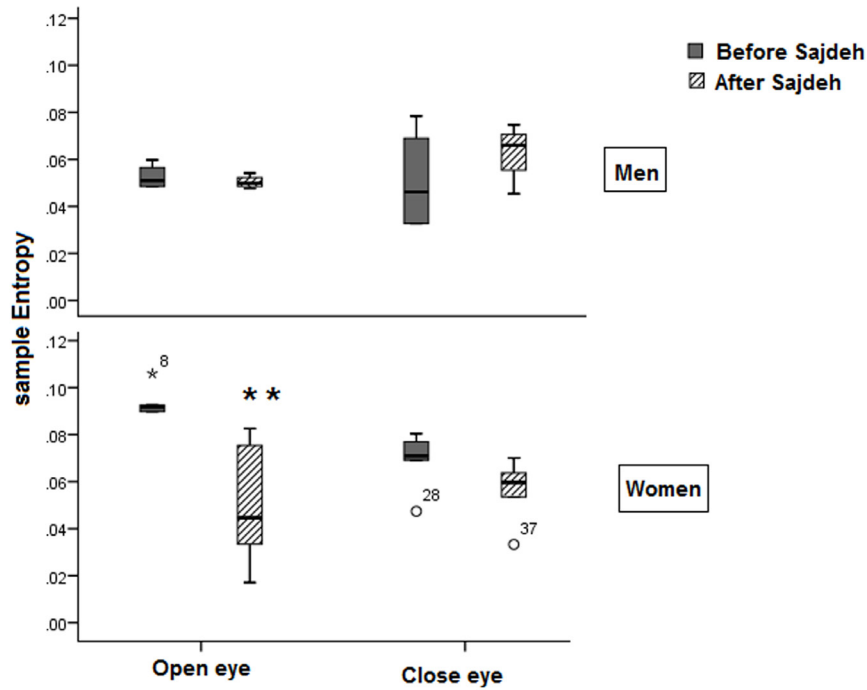 .12
.10
.08
.06
.04
.02
.00
Before Sajdeh
After Sajdeh
Men
sample Entropy
.12
.10
.08
.06
.04
.02
.00
*8
**
28
37
Women
Open eye
Close eye